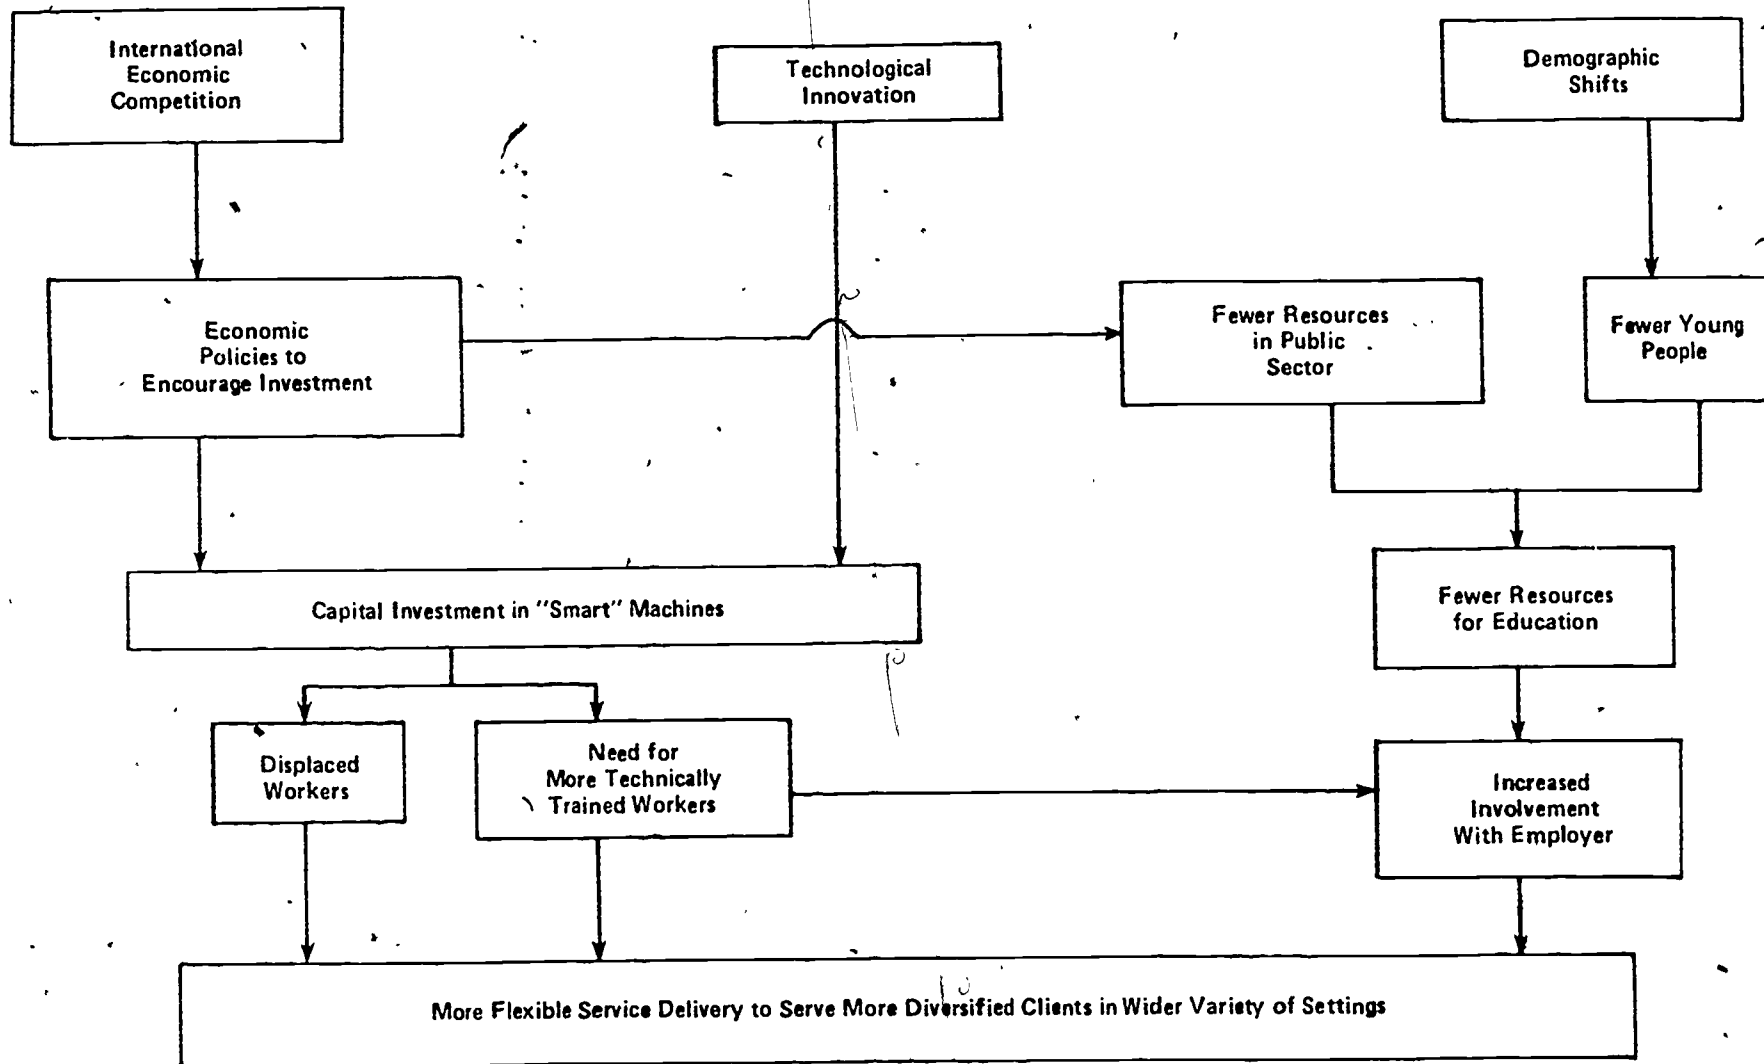 International
Economic
Competition
Technological
Innovation
Demographic
Shifts
Economic
Policies to
Encourage Investment
Fewer Resources
in Public
Sector
Fewer Young
People
Capital Investment in "Smart" Machines
Fewer Resources
for Education
Displaced
Workers
Need for
More Technically
Trained Workers
Increased
Involvement
With Employer
More Flexible Service Delivery to Serve More Diversified Clients in Wider Variety of Settings